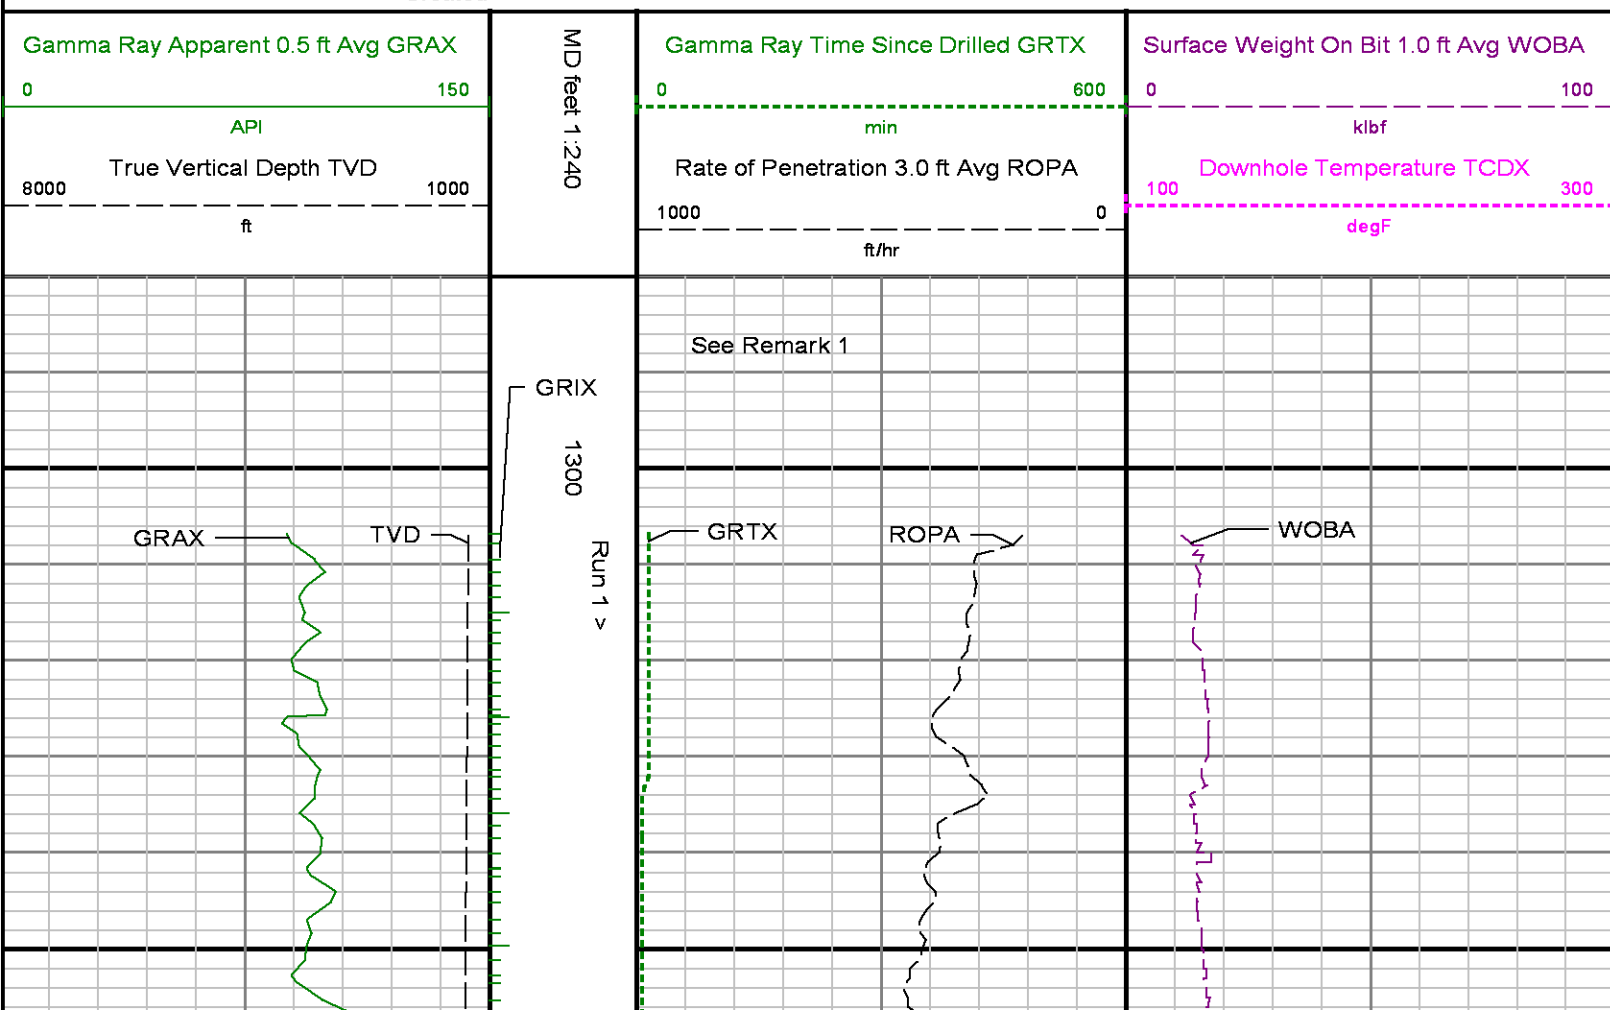 Gamma Ray Apparent 0.5 ft Avg GRAX
0 150
API
True Vertical Depth TVD
8000 1000
ft
MD feet 1:240
Gamma Ray Time Since Drilled GRTX
0 600
min
Rate of Penetration 3.0 ft Avg ROPA
1000 0
ft/hr
Surface Weight On Bit 1.0 ft Avg WOBA
0 100
klbf
Downhole Temperature TCDX
100 300
degF
See Remark 1
GRIX
1300
GRAX
TVD
Run 1 >
GRTX
ROPA
WOBA